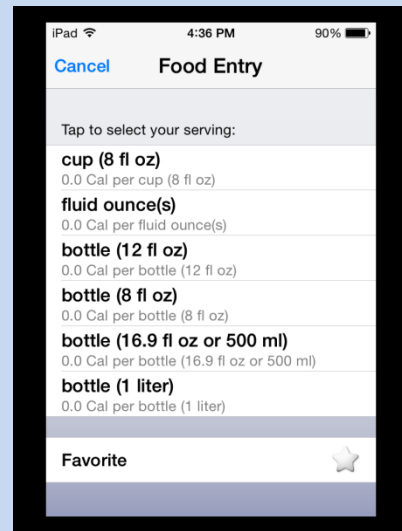 iPad 4:36 PM 90%
Cancel Food Entry
Tap to select your serving:
cup (8 fl oz)
0.0 Cal per cup (8 fl oz)
fluid ounce(s)
0.0 Cal per fluid ounce(s)
bottle (12 fl oz)
0.0 Cal per bottle (12 fl oz)
bottle (8 fl oz)
0.0 Cal per bottle (8 fl oz)
bottle (16.9 fl oz or 500 ml)
0.0 Cal per bottle (16.9 fl oz or 500 ml)
bottle (1 liter)
0.0 Cal per bottle (1 liter)
Favorite